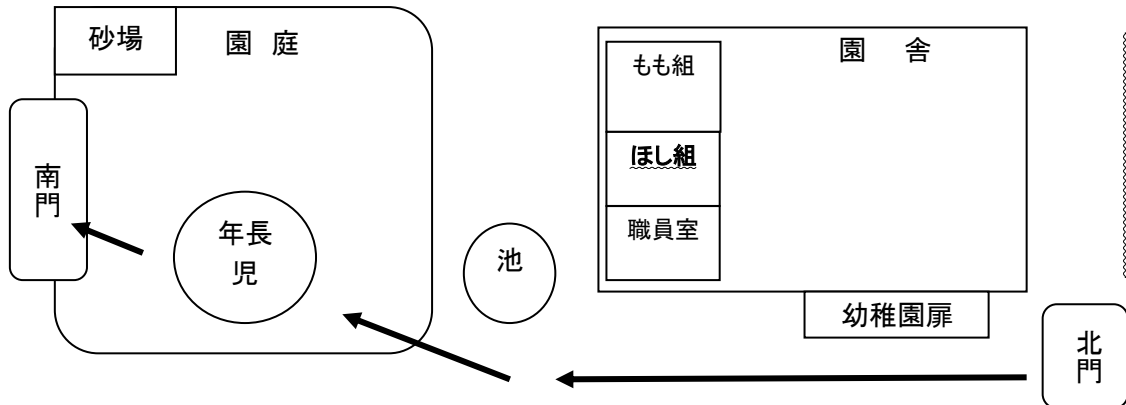 砂場
園 庭
南
門
年長
児
池
園 舎
もも組
ほし組
職員室
幼稚園扉
北
門